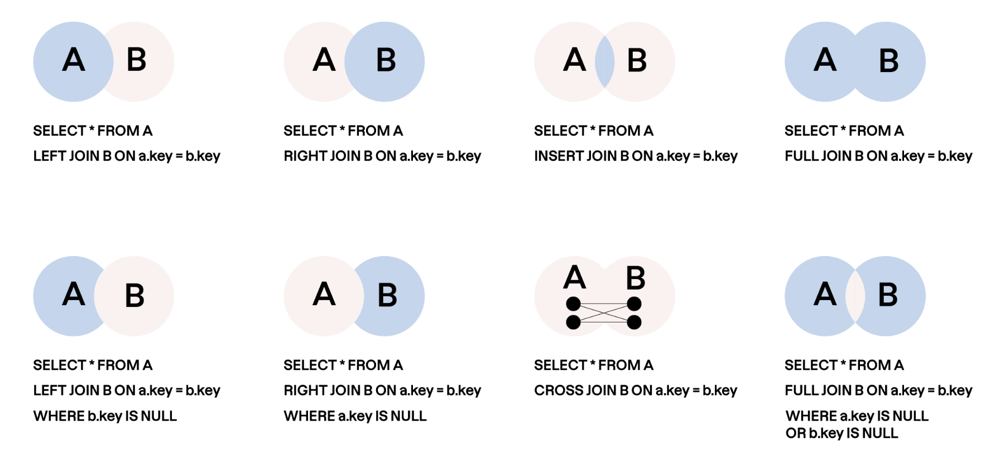 A B
SELECT * FROM A
LEFT JOIN B ON a.key = b.key
A B
SELECT * FROM A
RIGHT JOIN B ON a.key = b.key
A B
SELECT * FROM A
INSERT JOIN B ON a.key = b.key
A B
SELECT * FROM A
FULL JOIN B ON a.key = b.key
A B
SELECT * FROM A
LEFT JOIN B ON a.key = b.key
WHERE b.key IS NULL
A B
SELECT * FROM A
RIGHT JOIN B ON a.key = b.key
WHERE a.key IS NULL
A B
SELECT * FROM A
CROSS JOIN B ON a.key = b.key
A B
SELECT * FROM A
FULL JOIN B ON a.key = b.key
WHERE a.key IS NULL
OR b.key IS NULL